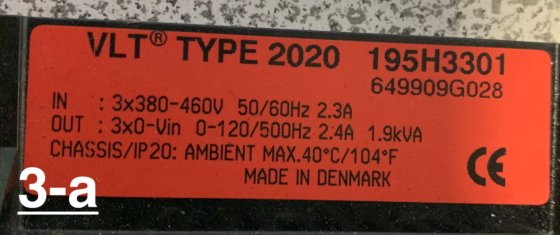 VLT® TYPE 2020 195H3301
649909G028
IN : 3x380-460V 50/60Hz 2.3A
OUT : 3x0-Vin 0-120/500Hz 2.4A 1.9kVA
CHASSIS/IP20: AMBIENT MAX.40°C/104°F
MADE IN DENMARK CE
3-a